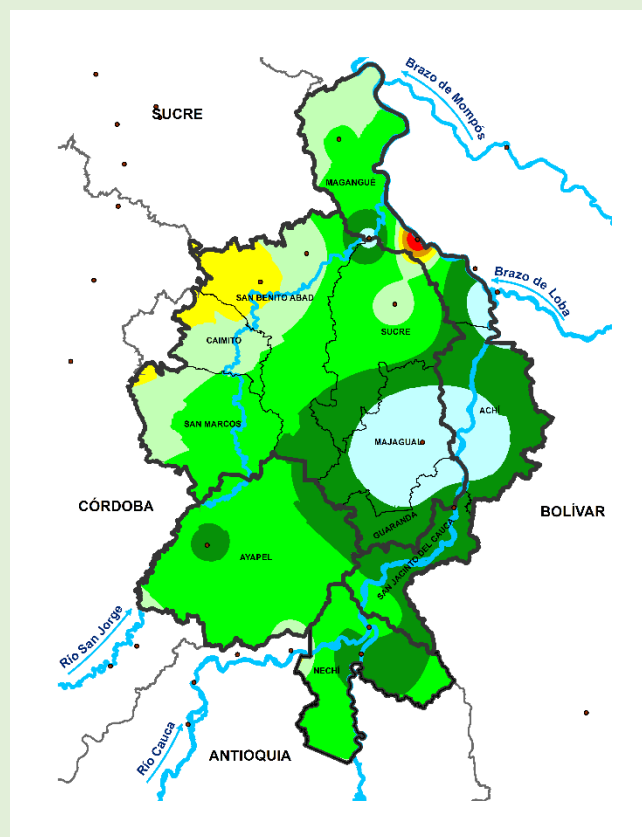 Brazo de Mompós
SUCRE
MAGANGUÉ
Brazo de Loba
SAN BENITO ABAD
SUCRE
CAIMITO
ACHÍ
SAN MARCOS
MAJAGUAL
CÓRDOBA
BOLÍVAR
GUARANDA
AYAPEL
SAN JACINTO DEL CAUCA
Río San Jorge
NECHÍ
Río Cauca
ANTIOQUIA